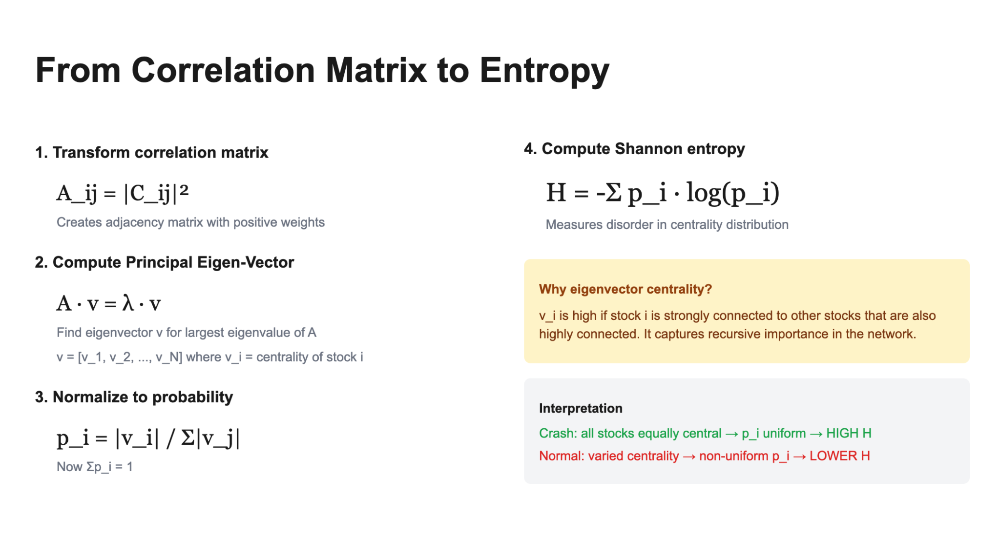 From Correlation Matrix to Entropy
1. Transform correlation matrix
A_ij = |C_ij|²
Creates adjacency matrix with positive weights
2. Compute Principal Eigen-Vector
A · v = λ · v
Find eigenvector v for largest eigenvalue of A
v = [v_1, v_2, ..., v_N] where v_i = centrality of stock i
3. Normalize to probability
p_i = |v_i| / Σ|v_j|
Now Σp_i = 1
4. Compute Shannon entropy
H = -Σ p_i · log(p_i)
Measures disorder in centrality distribution
Why eigenvector centrality?
v_i is high if stock i is strongly connected to other stocks that are also
highly connected. It captures recursive importance in the network.
Interpretation
Crash: all stocks equally central → p_i uniform → HIGH H
Normal: varied centrality → non-uniform p_i → LOWER H